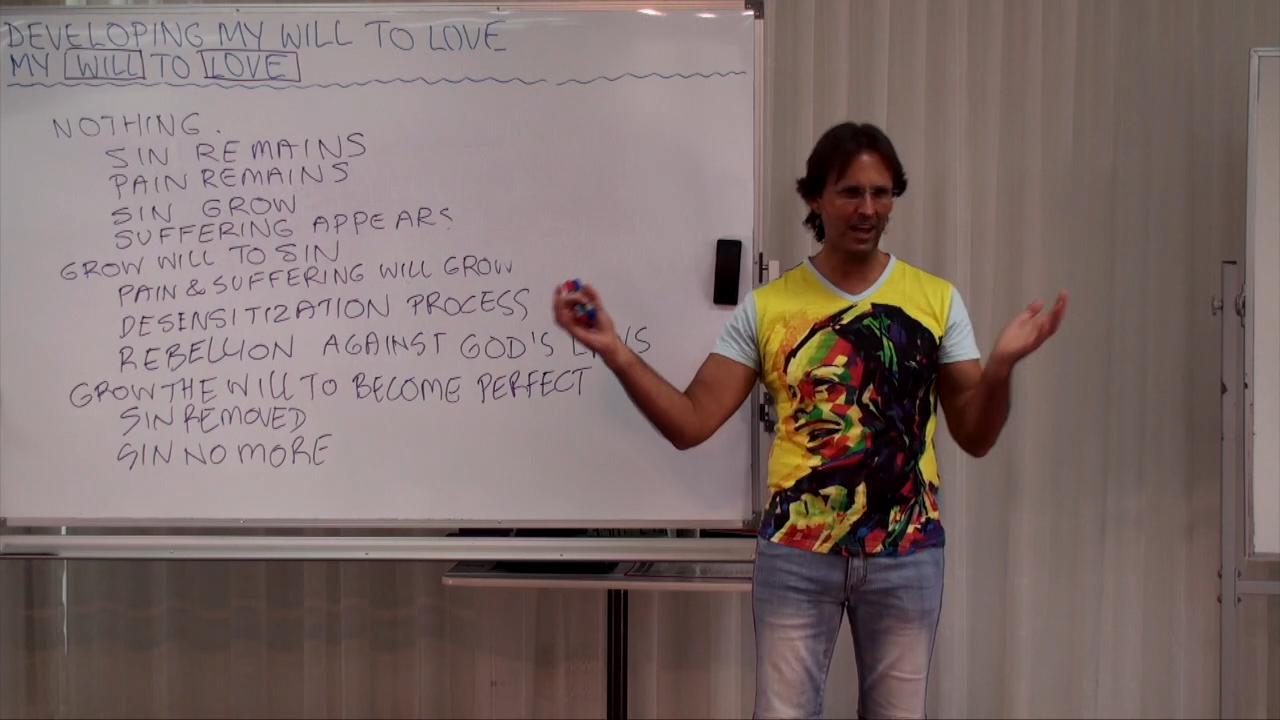 DEVELOPING MY WILL TO LOVE
MY WILL TO LOVE
NOTHING.
SIN REMAINS
PAIN REMAINS
SIN GROW
SUFFERING APPEARS
GROW WILL TO SIN
PAIN & SUFFERING WILL GROW
DESENSITIZATION PROCESS
REBELLION AGAINST GOD'S LAWS
GROW THE WILL TO BECOME PERFECT
SIN REMOVED
SIN NO MORE